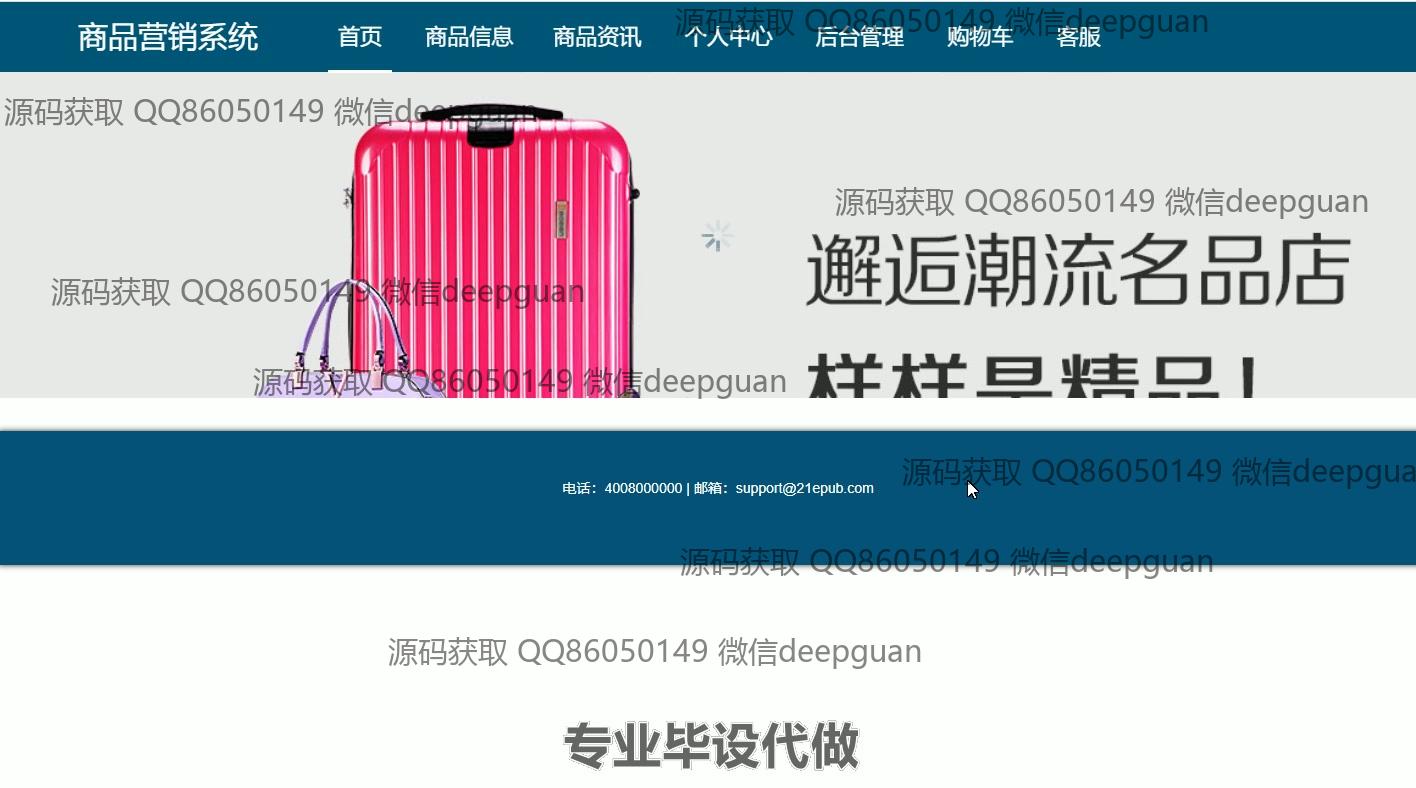 源码获取 QQ86050149 微信deepguan
商品营销系统 首页 商品信息 商品资讯 个人中心 后台管理 购物车 客服
源码获取 QQ86050149 微信deepguan
源码获取 QQ86050149 微信deepguan
邂逅潮流名品店
源码获取 QQ86050149 微信deepguan
样样是精品!
源码获取 QQ86050149 微信deepguan
源码获取 QQ86050149 微信deepgua
电话：4008000000 | 邮箱：support@21epub.com
源码获取 QQ86050149 微信deepguan
源码获取 QQ86050149 微信deepguan
专业毕设代做